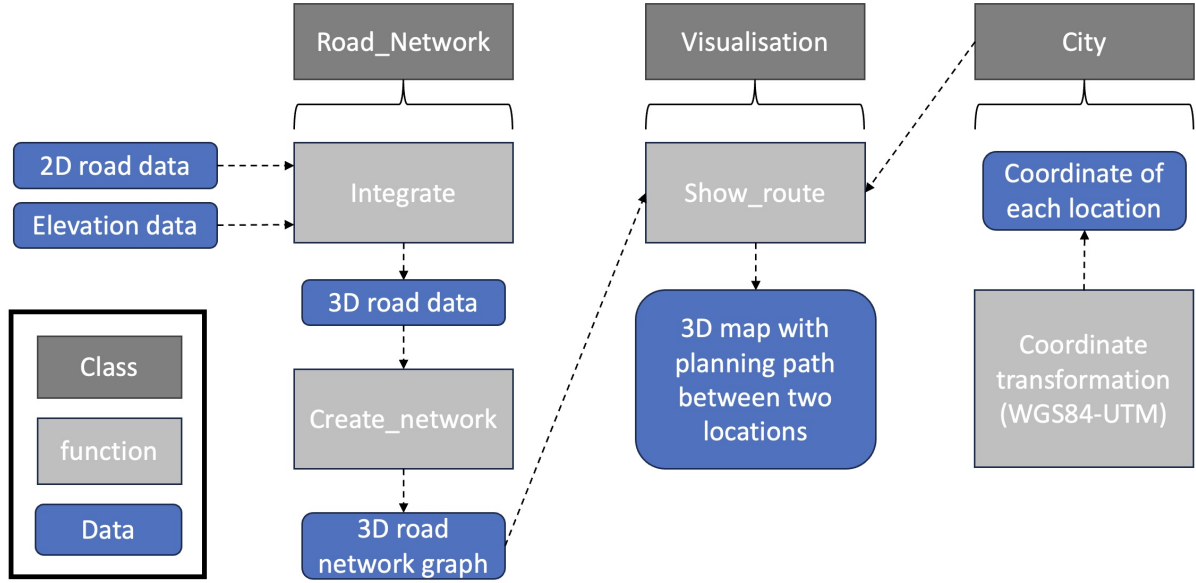 Road_Network
Visualisation
City
2D road data
Elevation data
Integrate
Show_route
Coordinate of
each location
3D road data
3D map with
planning path
between two
locations
Coordinate
transformation
(WGS84-UTM)
Create_network
3D road
network graph
Class
function
Data